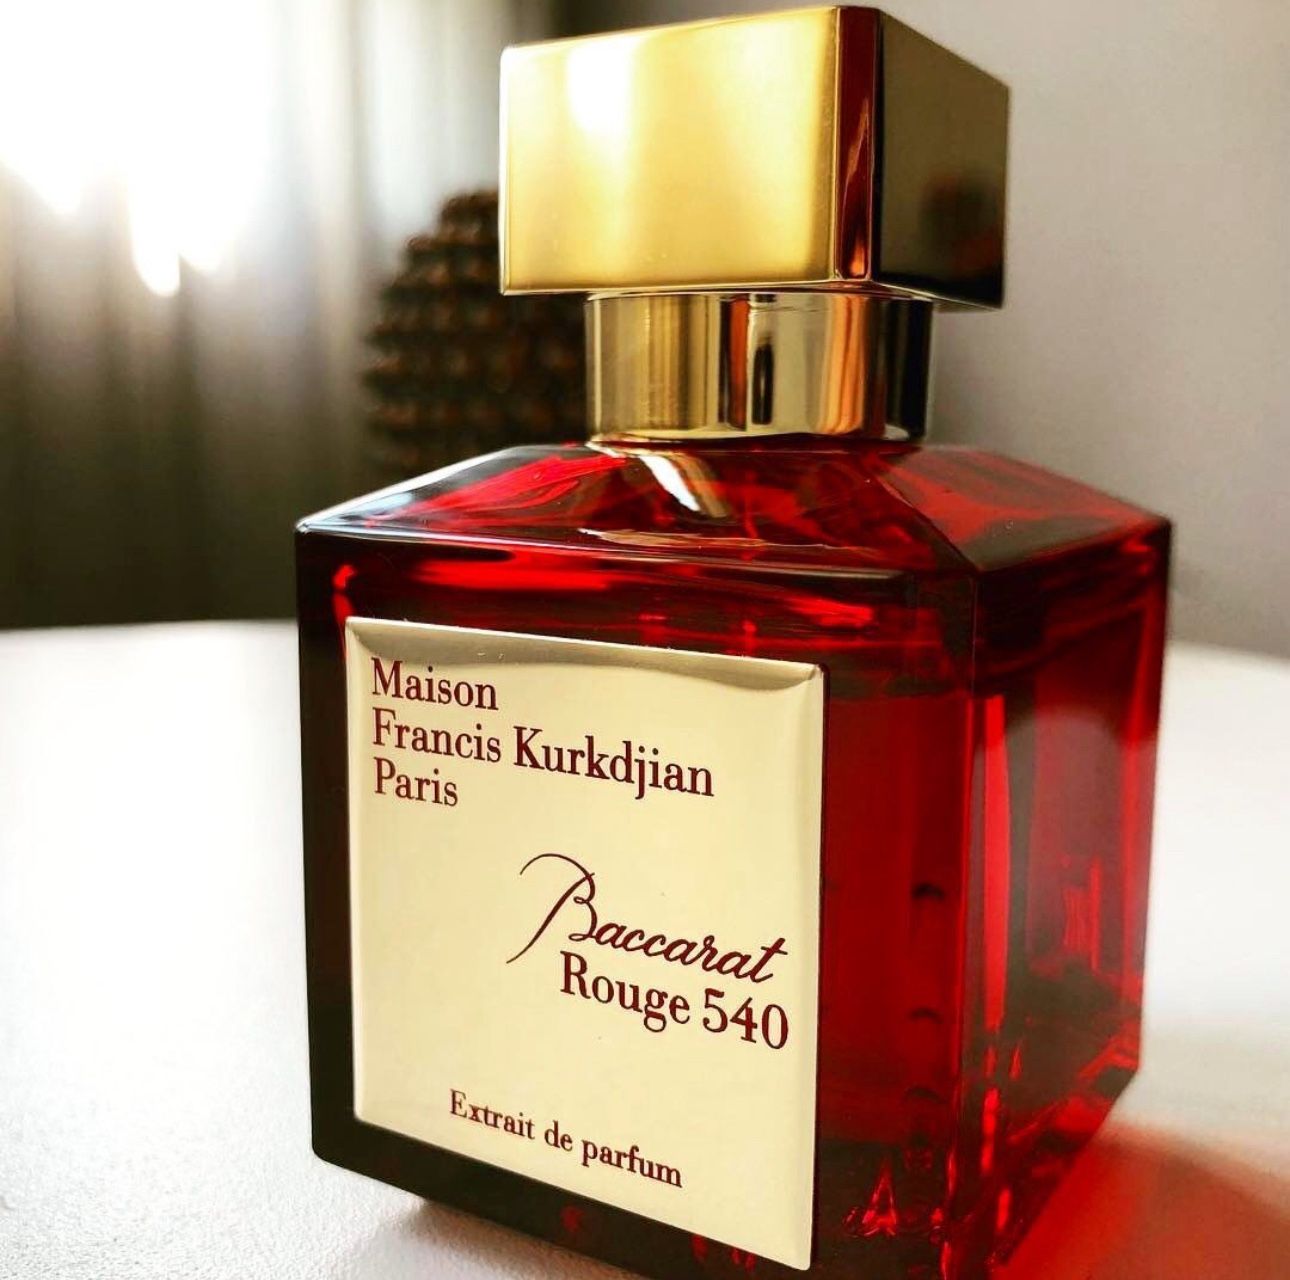 Maison
Francis Kurkdjian
Paris
Baccarat
Rouge 540
Extrait de parfum